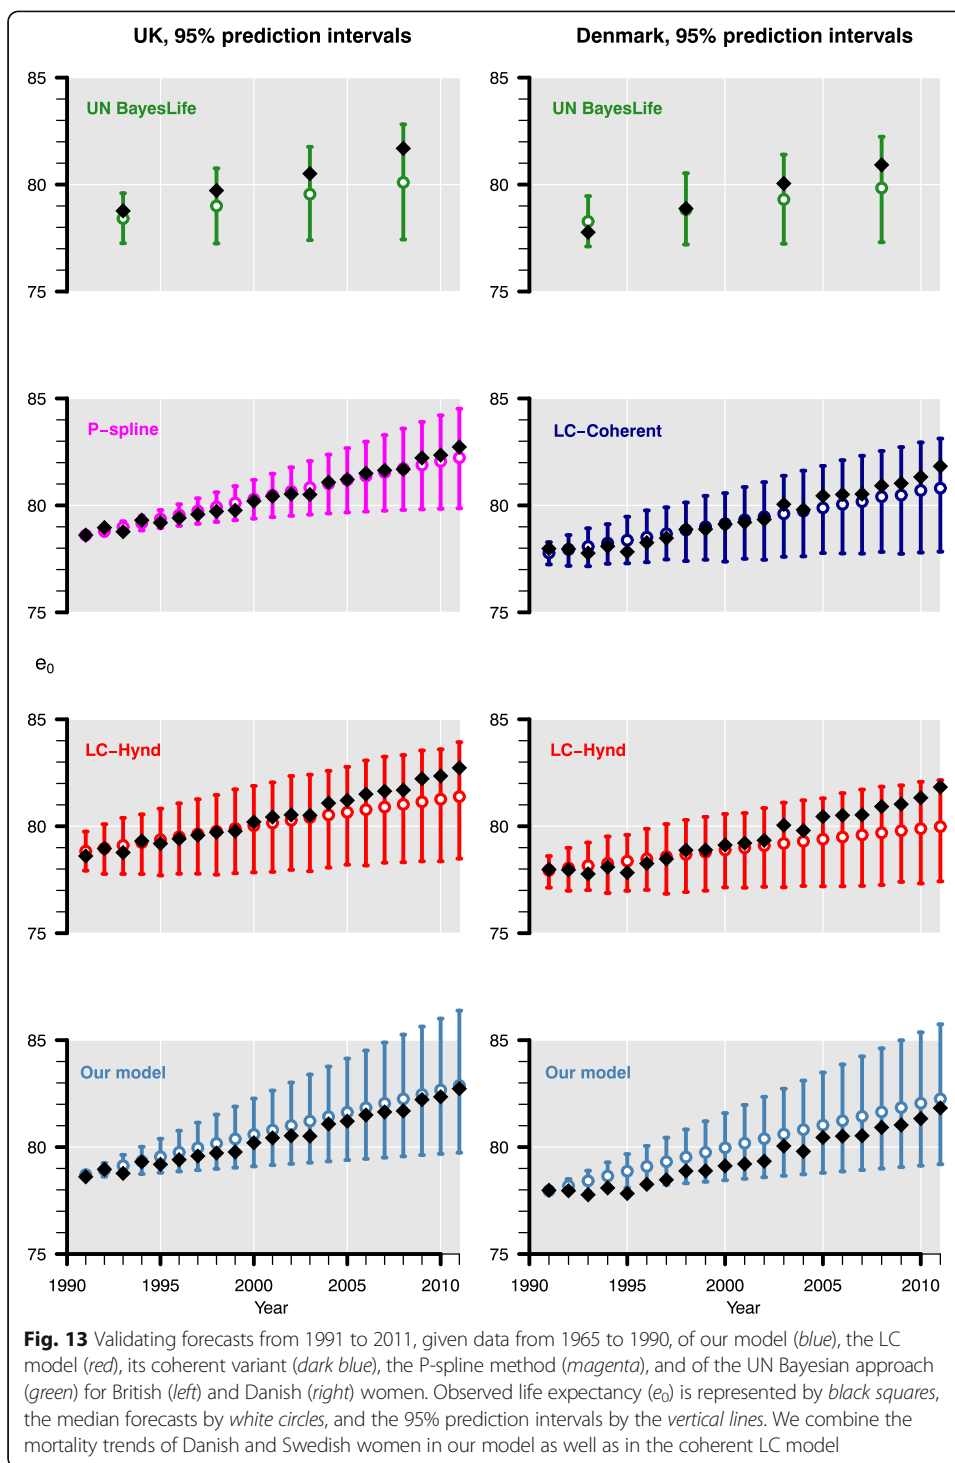 UK, 95% prediction intervals
Denmark, 95% prediction intervals
85
80
75
UN BayesLife
85
80
75
UN BayesLife
85
80
75
P−spline
85
80
75
LC−Coherent
e0
85
80
75
LC−Hynd
85
80
75
LC−Hynd
85
80
75
Our model
1990 1995 2000 2005 2010
Year
85
80
75
Our model
1990 1995 2000 2005 2010
Year
Fig. 13 Validating forecasts from 1991 to 2011, given data from 1965 to 1990, of our model (blue), the LC
model (red), its coherent variant (dark blue), the P-spline method (magenta), and of the UN Bayesian approach
(green) for British (left) and Danish (right) women. Observed life expectancy (e0) is represented by black squares,
the median forecasts by white circles, and the 95% prediction intervals by the vertical lines. We combine the
mortality trends of Danish and Swedish women in our model as well as in the coherent LC model